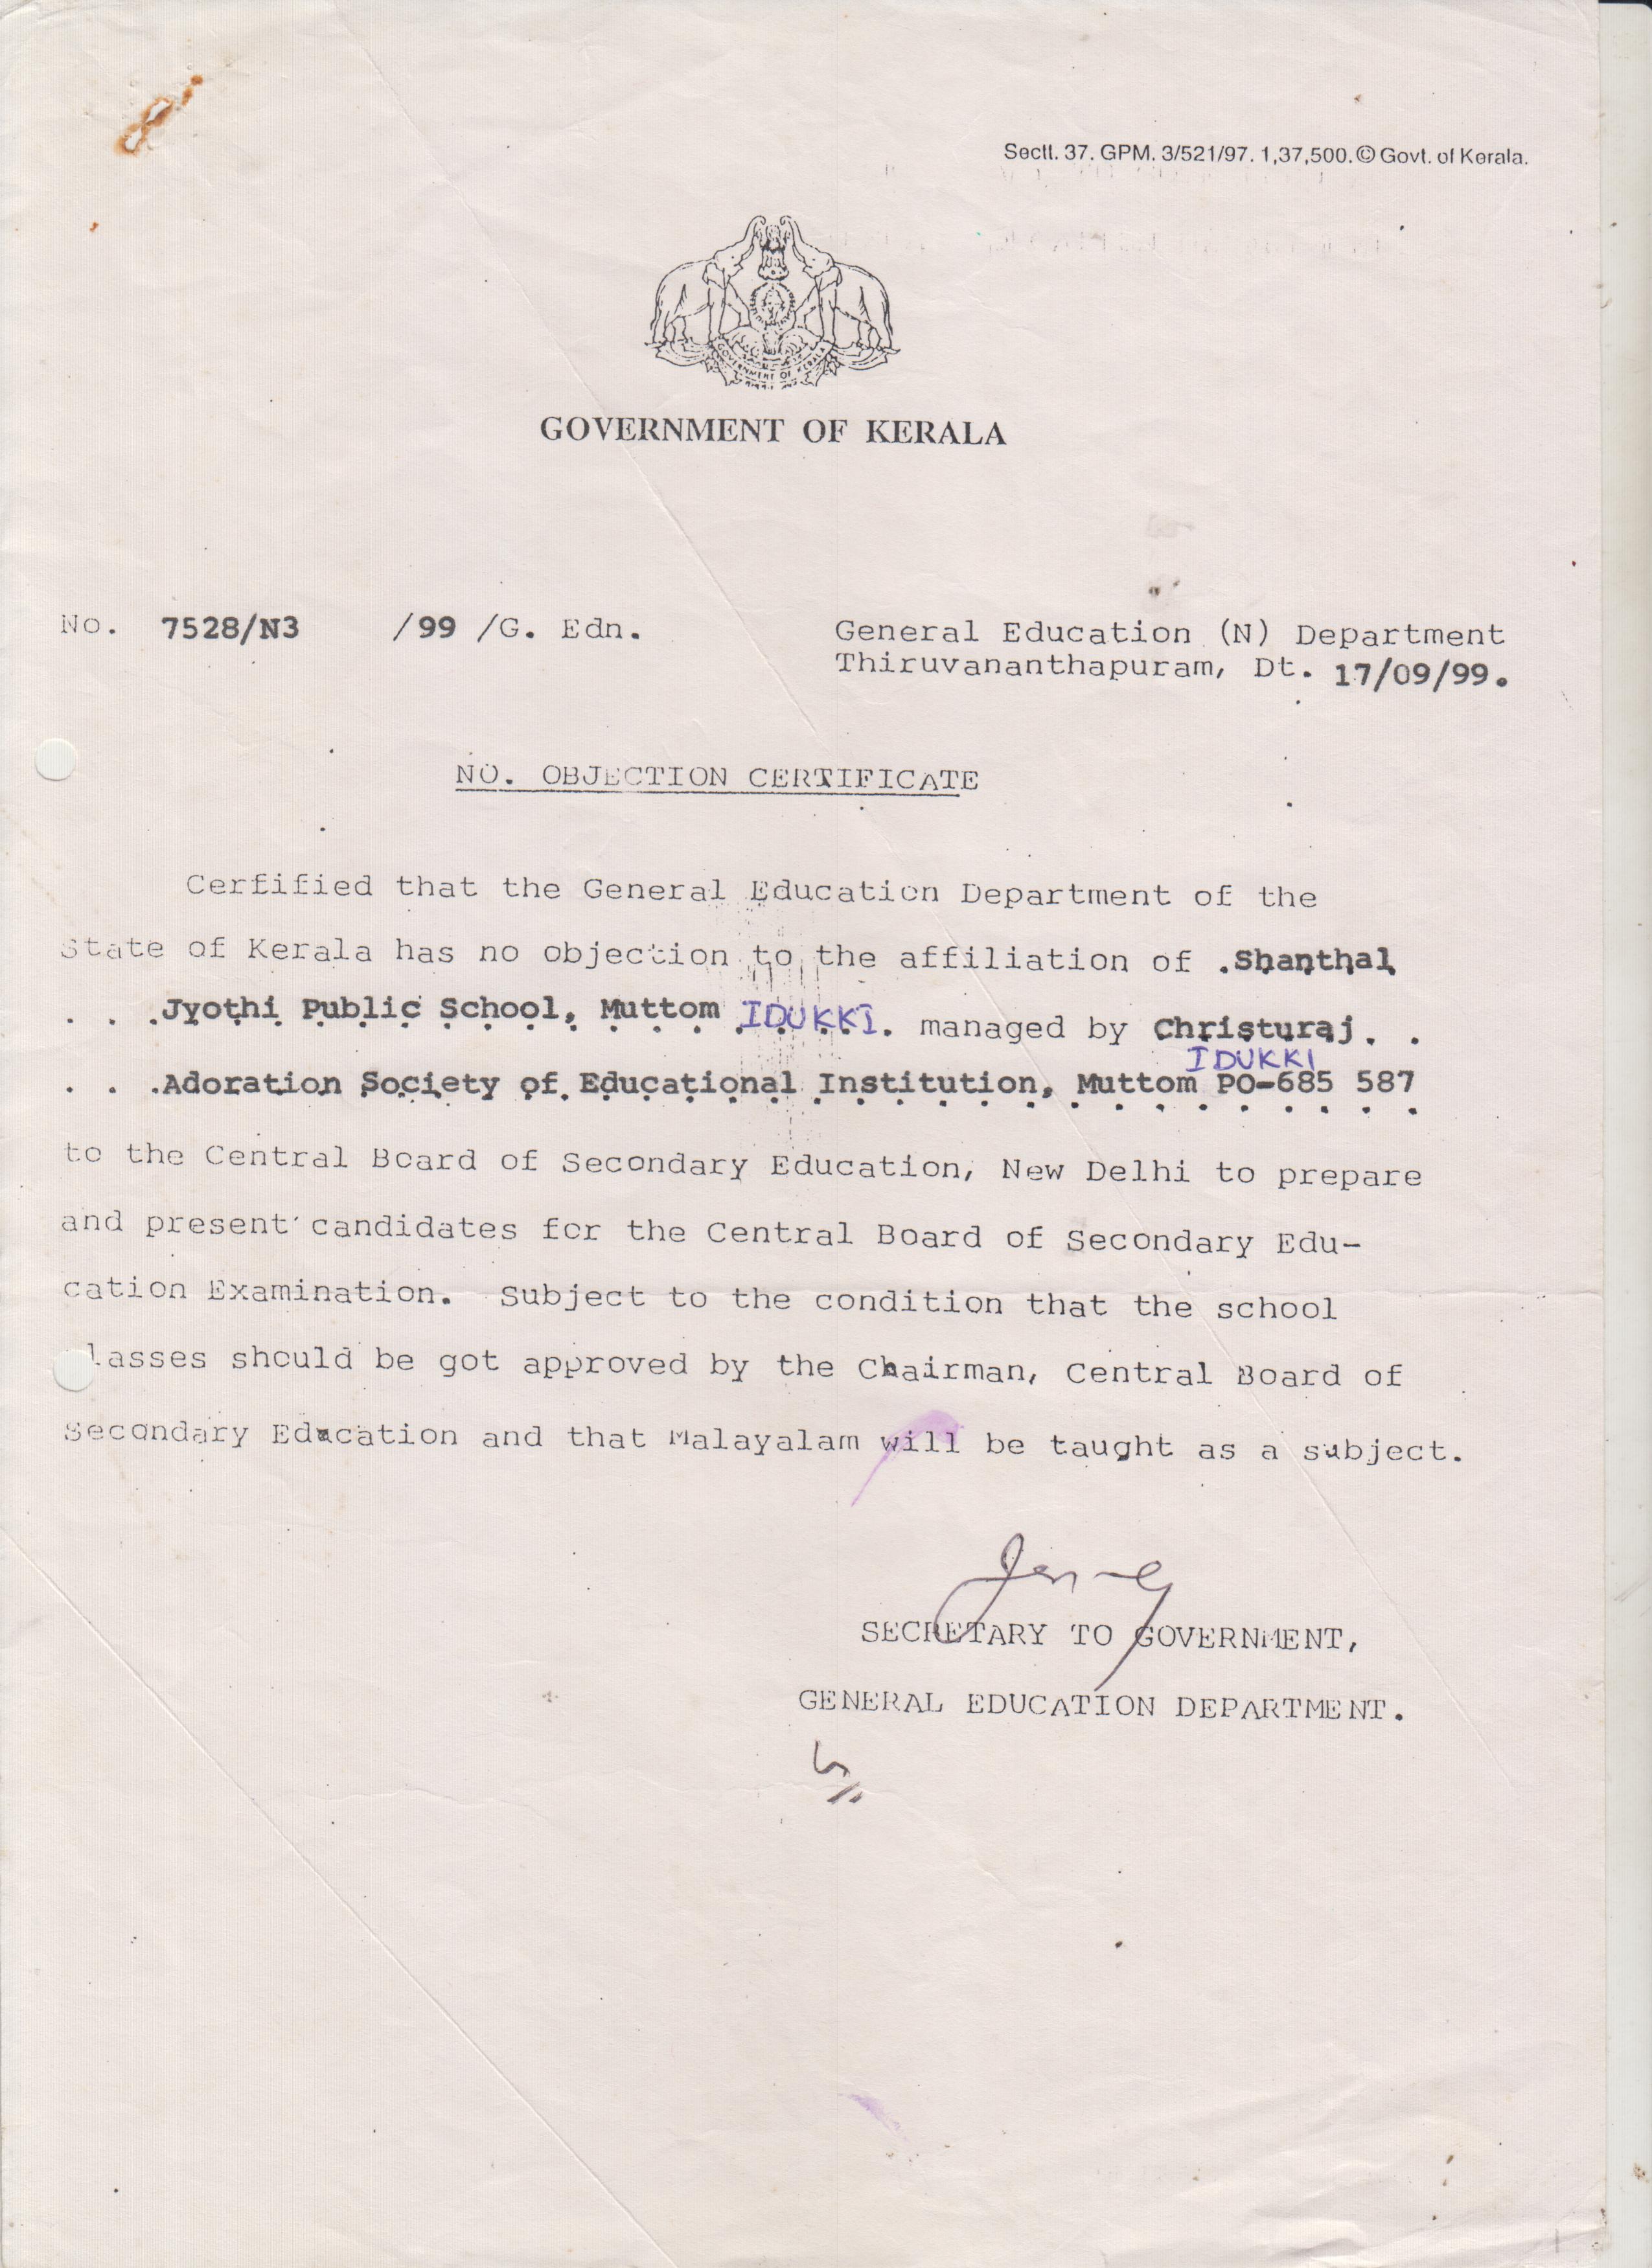 Sectt. 37. GPM. 3/521/97. 1,37,500. © Govt. of Kerala.
GOVERNMENT OF KERALA
GOVERNMENT OF KERALA
No. 7528/N3 /99 /G. Edn.
General Education (N) Department
Thiruvananthapuram, Dt. 17/09/99.
NO. OBJECTION CERTIFICATE
Cerfified that the General Education Department of the
State of Kerala has no objection to the affiliation of .Shanthal
. . .Jyothi Public School, Muttom IDUKKI. managed by Christuraj. .
IDUKKI
. . .Adoration Society of Educational Institution, Muttom PO-685 587
to the Central Board of Secondary Education, New Delhi to prepare
and present candidates for the Central Board of Secondary Edu-
cation Examination. Subject to the condition that the school
lasses should be got approved by the Chairman, Central Board of
Secondary Education and that Malayalam will be taught as a subject.
SECRETARY TO GOVERNMENT,
GENERAL EDUCATION DEPARTMENT.